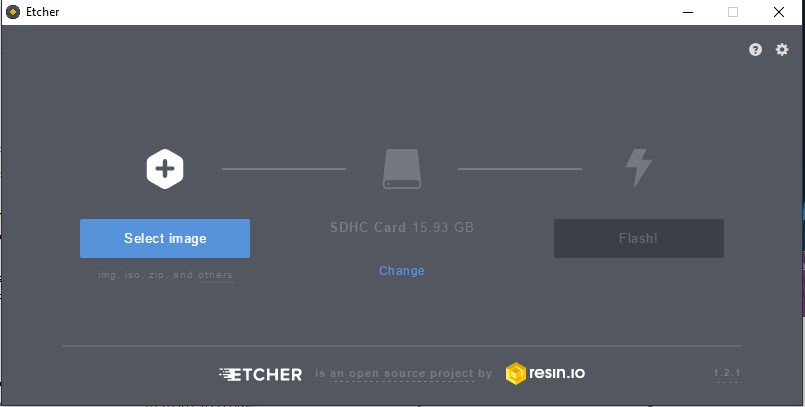 Etcher
Select image
SDHC Card 15.93 GB
Flash!
img, iso, zip, and others
Change
ETCHER is an open source project by resin.io
1.2.1